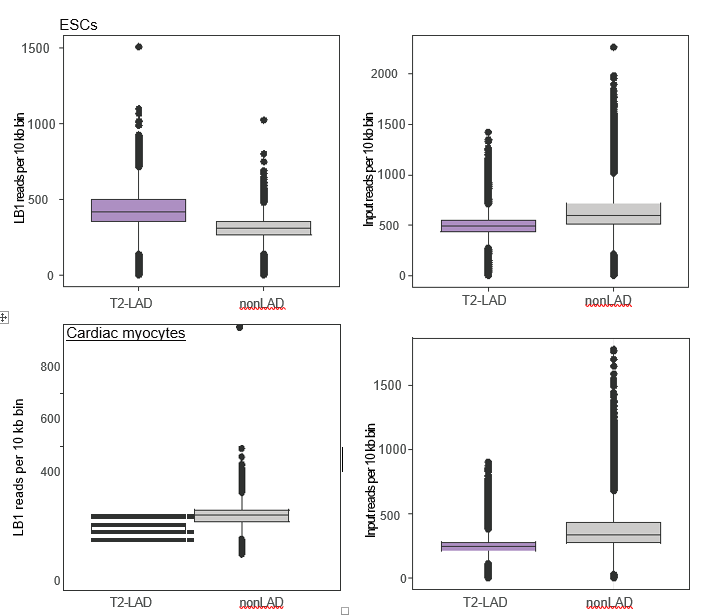 ESCs
LB1 reads per 10 kb bin
1500
1000
500
0
T2-LAD
nonLAD
Input reads per 10 kb bin
2000
1500
1000
500
0
T2-LAD
nonLAD
Cardiac myocytes
LB1 reads per 10 kb bin
800
600
400
0
T2-LAD
nonLAD
Input reads per 10 kb bin
1500
1000
500
0
T2-LAD
nonLAD